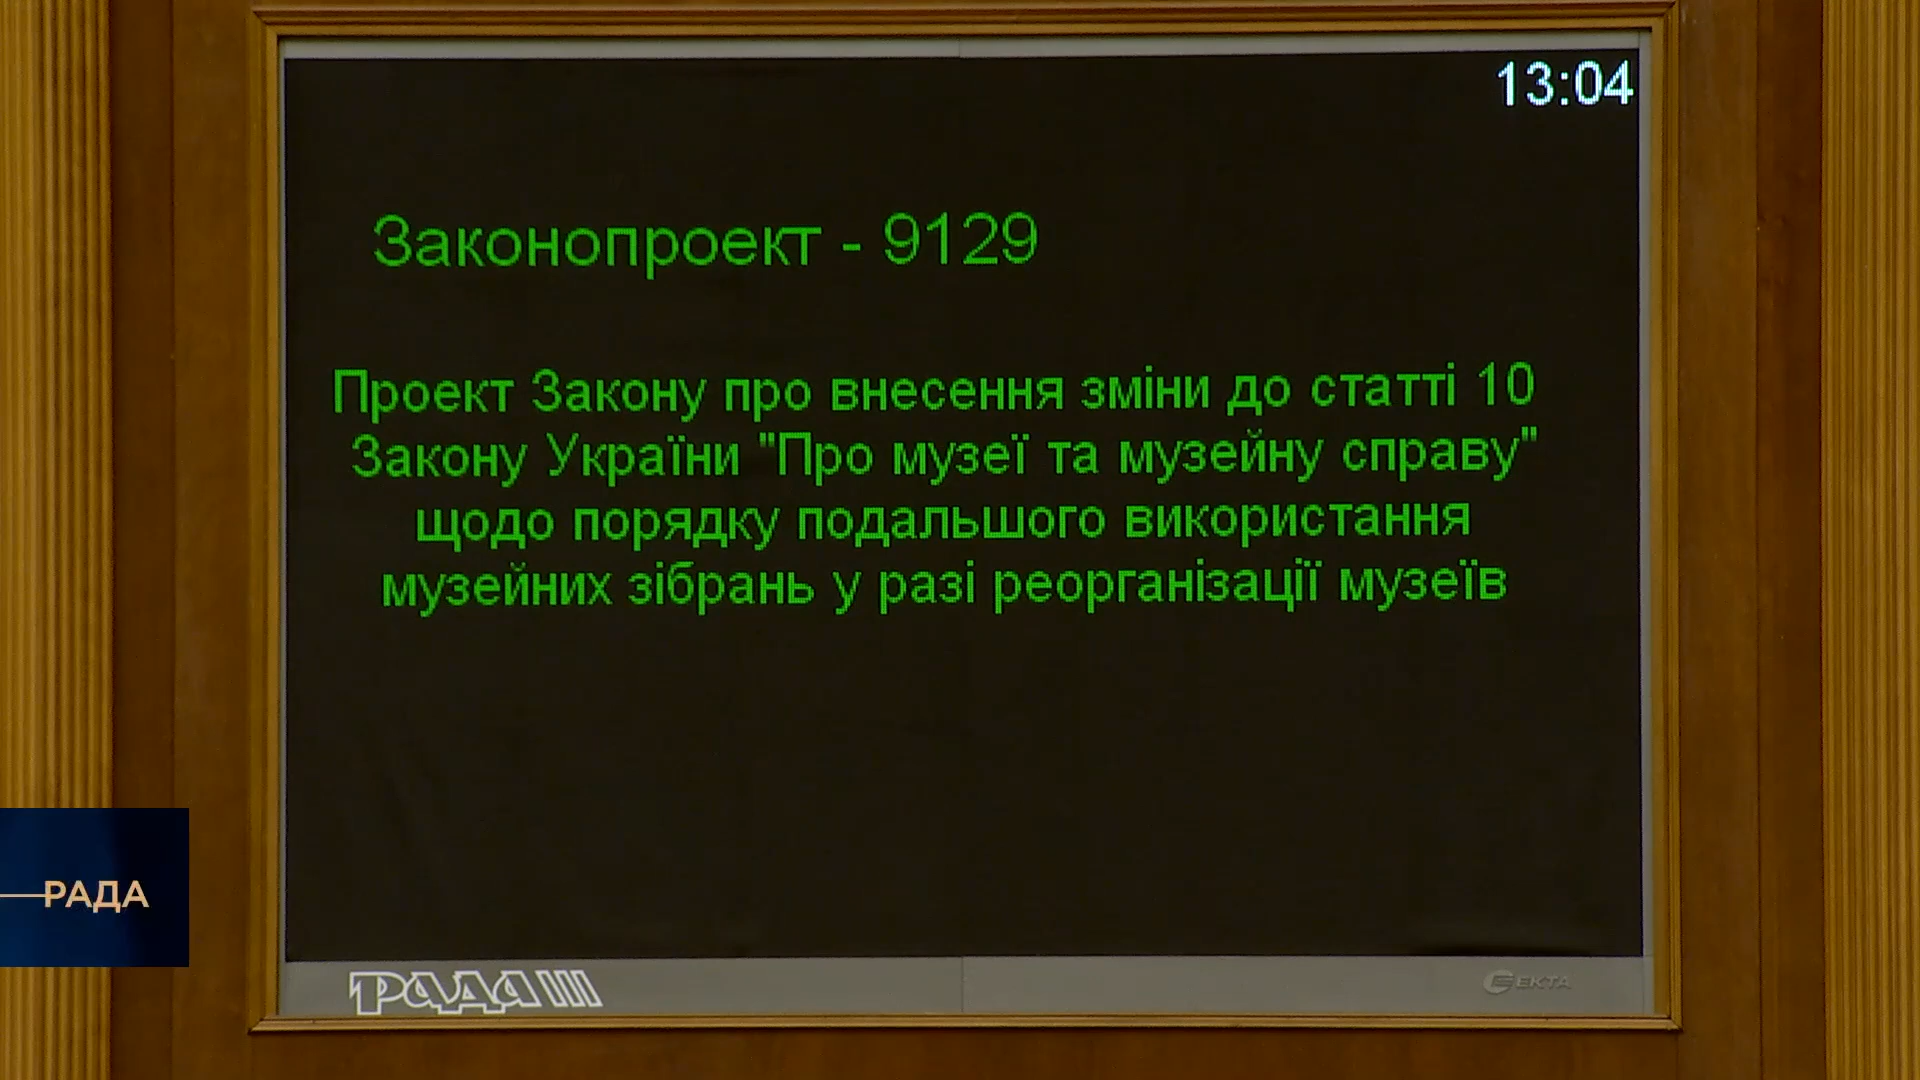 13:04
Законопроект - 9129
Проект Закону про внесення зміни до статті 10
Закону України "Про музеї та музейну справу"
щодо порядку подальшого використання
музейних зібрань у разі реорганізації музеїв
РАДА
РАДА III
ЕКТА